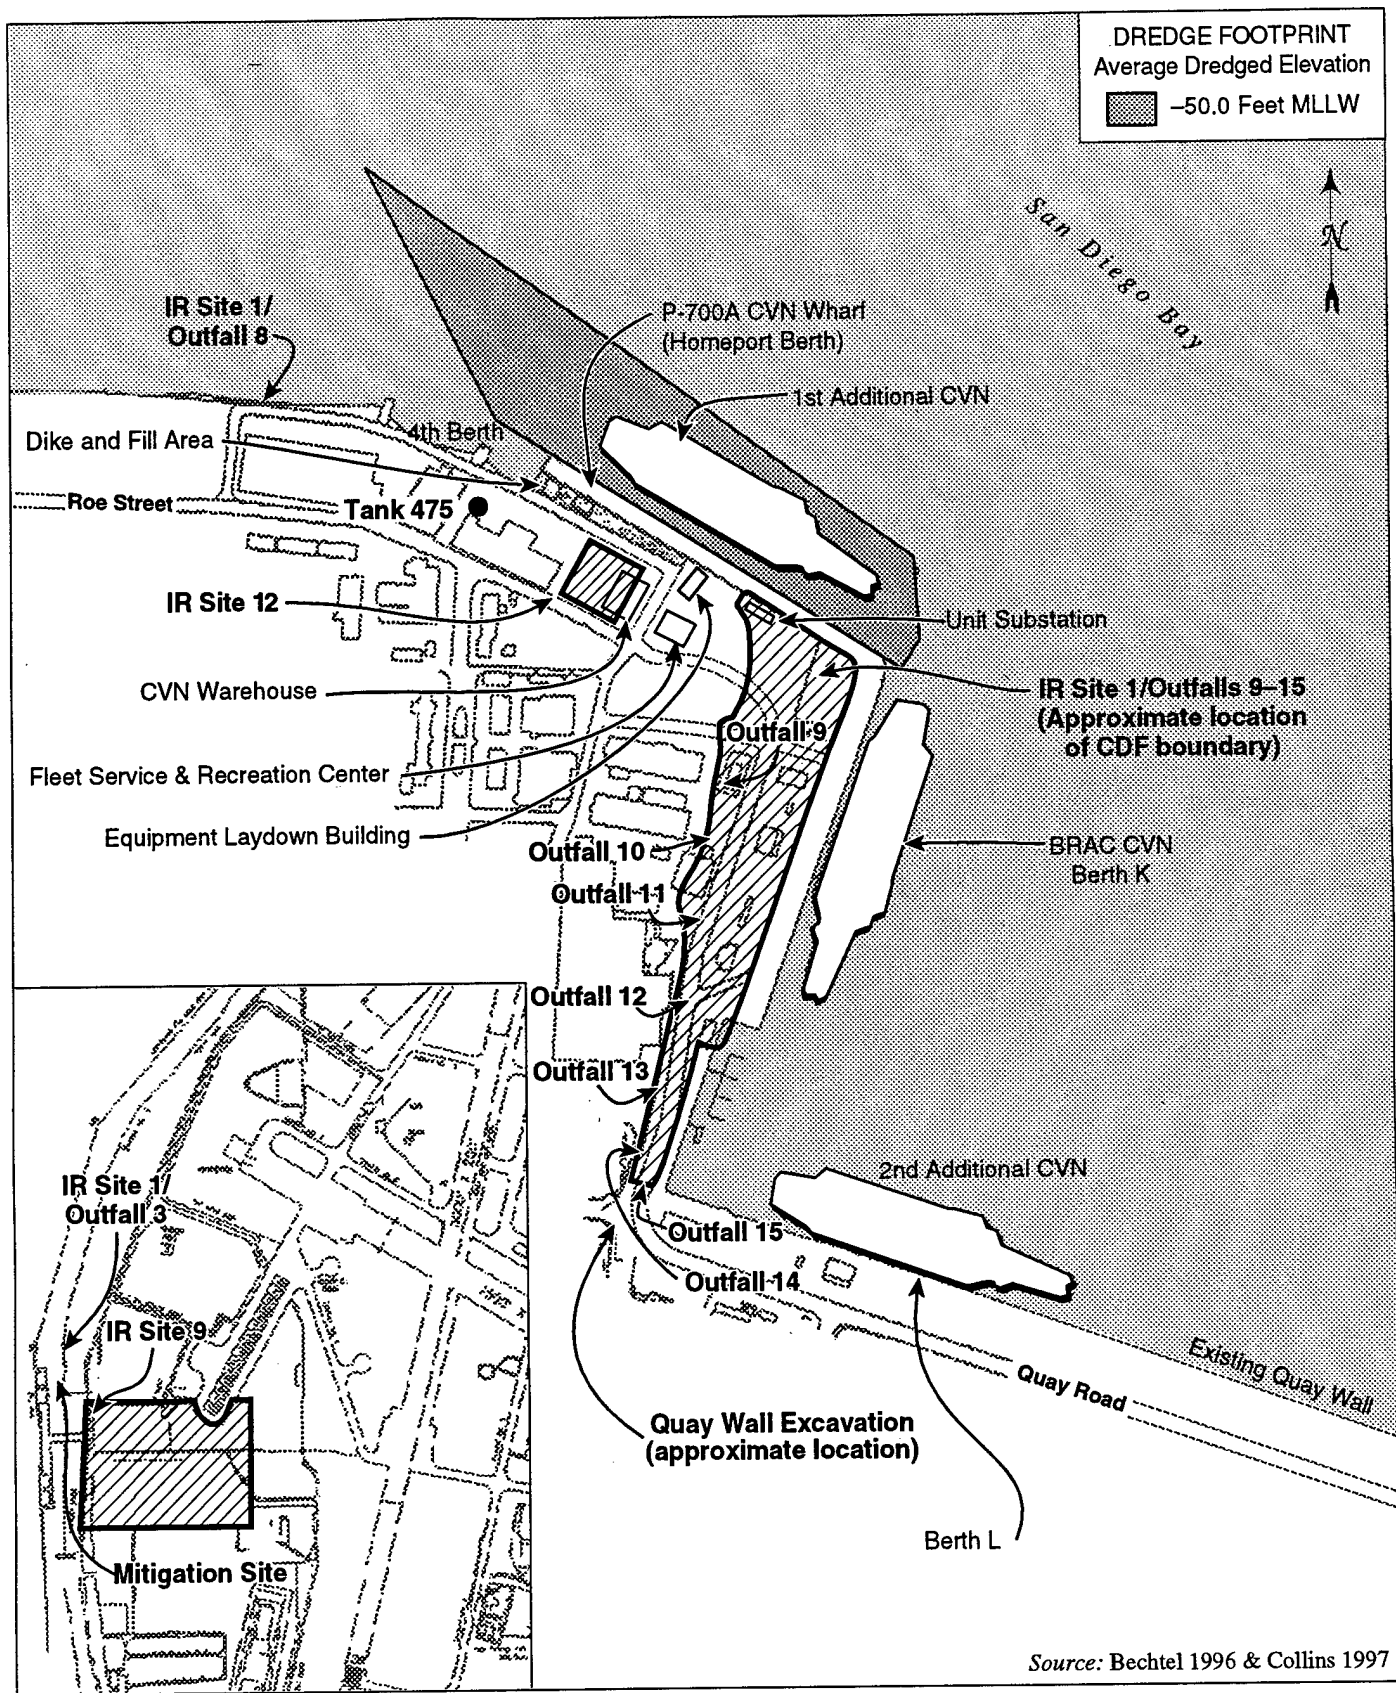 DREDGE FOOTPRINT
Average Dredged Elevation
–50.0 Feet MLLW
N
San Diego Bay
IR Site 1/
Outfall 8
P-700A CVN Wharf
(Homeport Berth)
1st Additional CVN
4th Berth
Dike and Fill Area
Roe Street
Tank 475
IR Site 12
Unit Substation
CVN Warehouse
IR Site 1/Outfalls 9–15
(Approximate location
of CDF boundary)
Outfall 9
Fleet Service & Recreation Center
Equipment Laydown Building
Outfall 10
BRAC CVN
Berth K
Outfall 11
Outfall 12
Outfall 13
2nd Additional CVN
Outfall 15
Outfall 14
Existing Quay Wall
Quay Road
Quay Wall Excavation
(approximate location)
Berth L
IR Site 1/
Outfall 3
IR Site 9
Mitigation Site
Source: Bechtel 1996 & Collins 1997